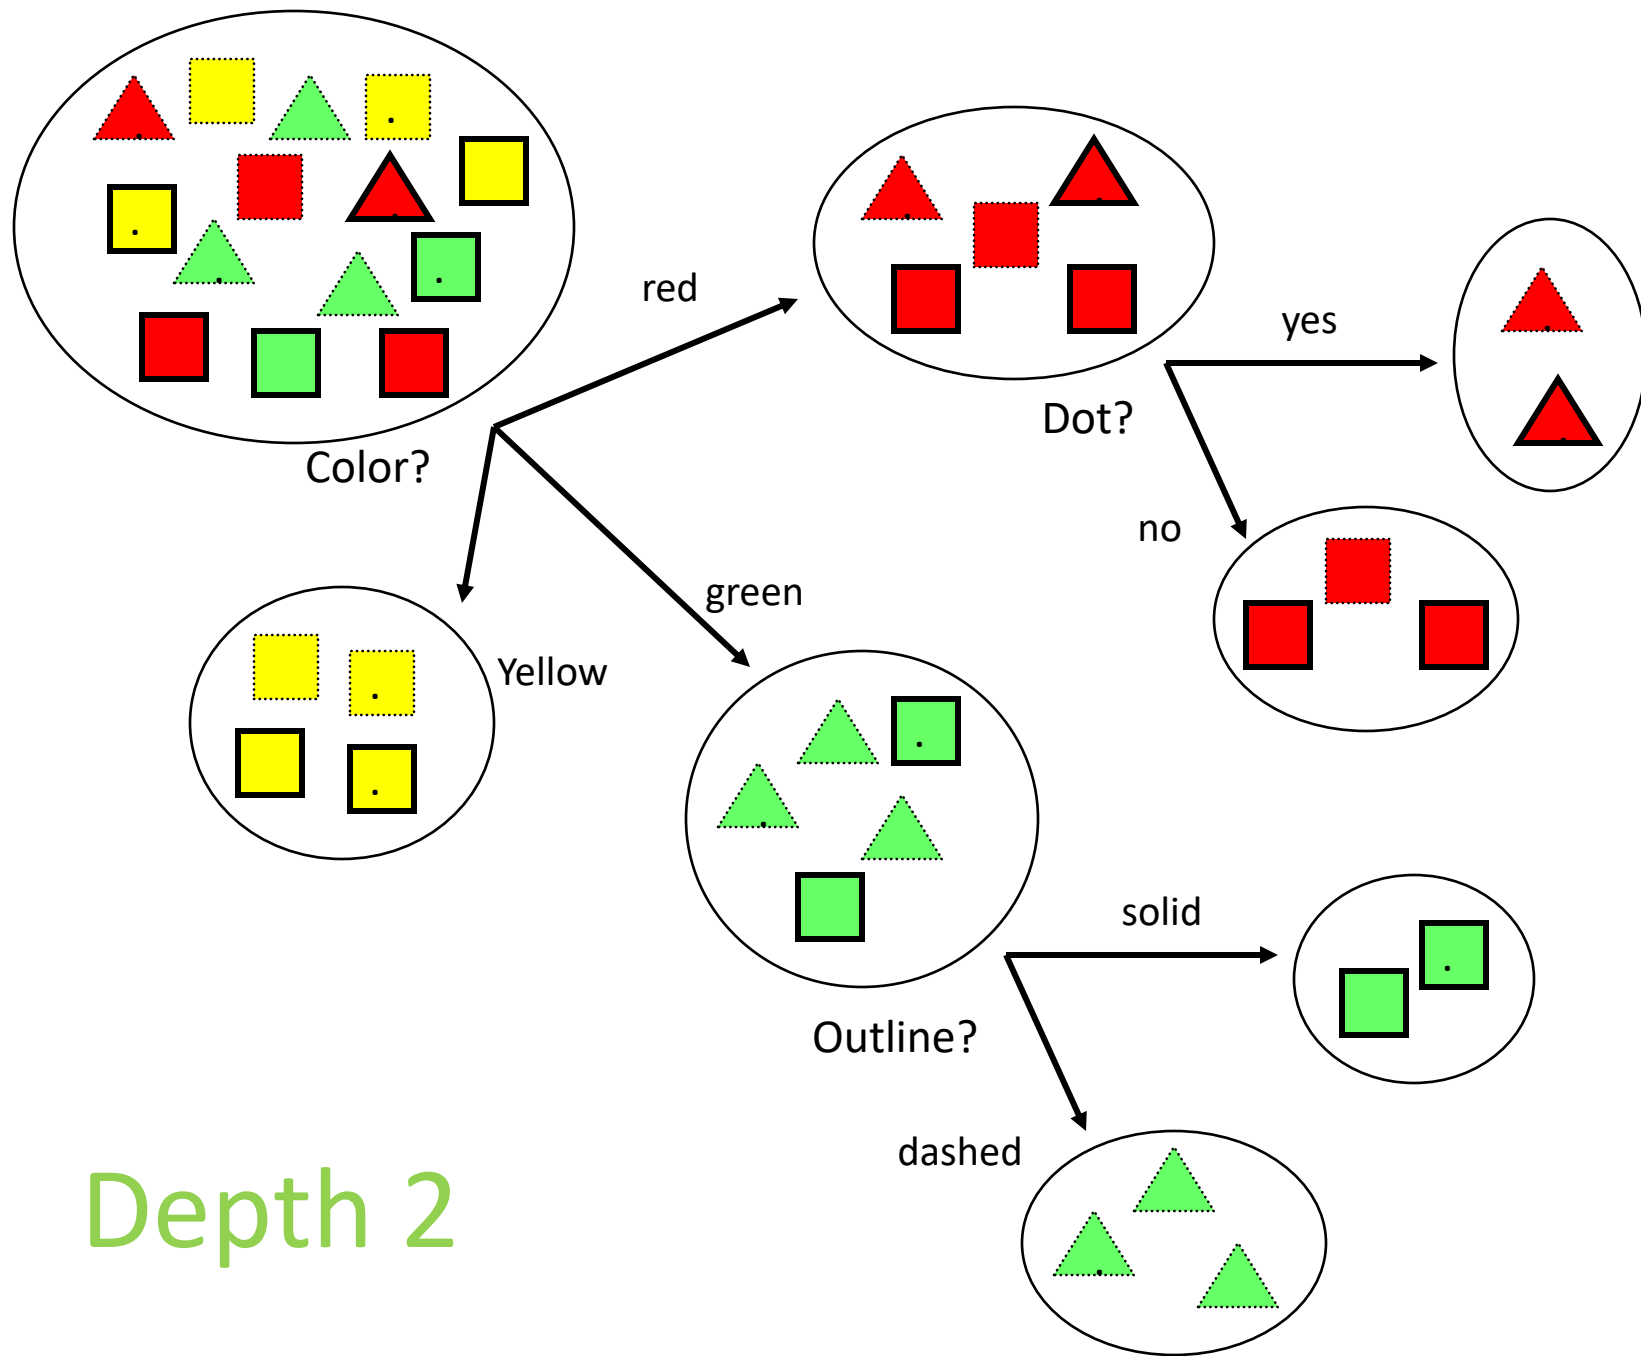 red
yes
Dot?
Color?
no
green
Yellow
solid
Outline?
dashed
Depth 2